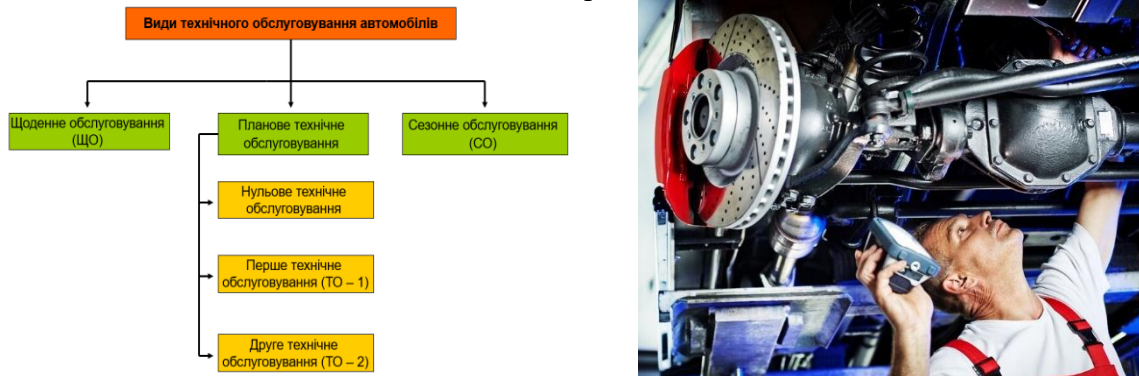 Види технічного обслуговування автомобілів
Щоденне обслуговування
(ЩО)
Планове технічне
обслуговування
Сезонне обслуговування
(СО)
Нульове технічне
обслуговування
Перше технічне
обслуговування (ТО – 1)
Друге технічне
обслуговування (ТО – 2)